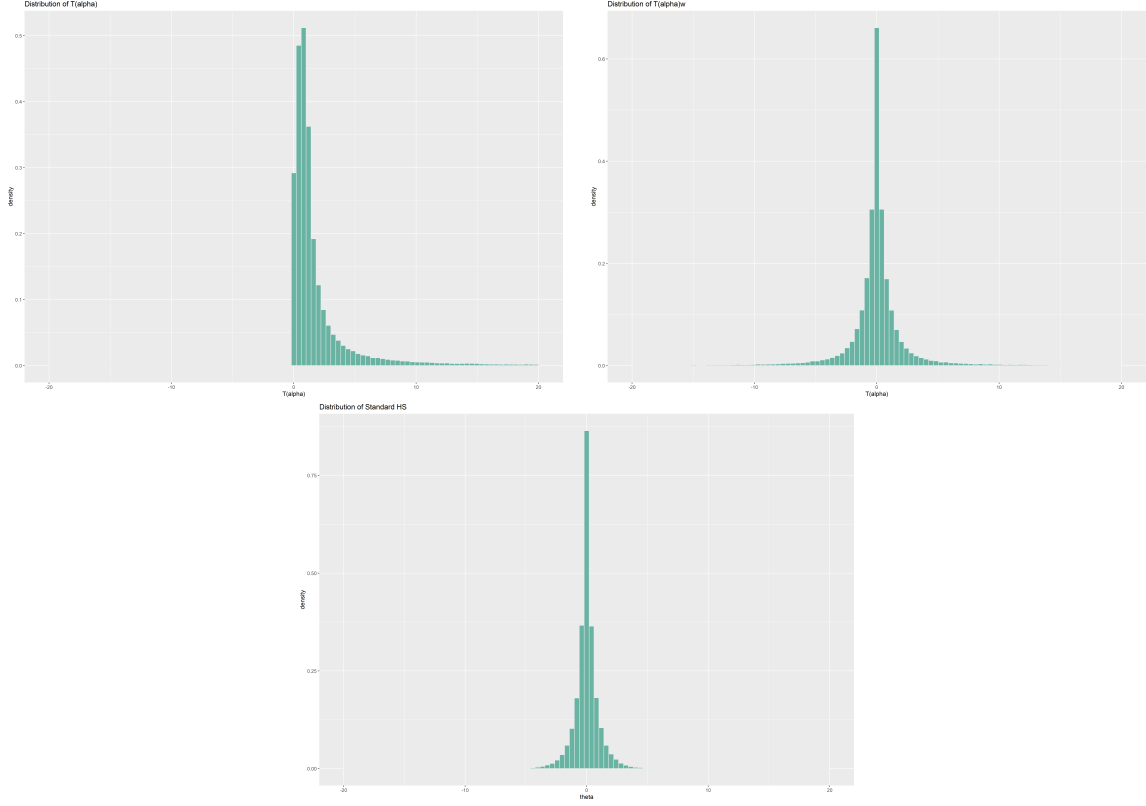 Distribution of T(alpha)
0.5
0.4
0.3
0.2
0.1
0.0
density
-20 -10 0 10 20
T(alpha)
Distribution of T(alpha)w
0.6
0.4
0.2
0.0
density
-20 -10 0 10 20
T(alpha)
Distribution of Standard HS
0.75
0.50
0.25
0.00
density
-20 -10 0 10 20
theta